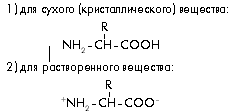 1) для сухого (кристаллического) вещества:
R
NH₂-CH-COOH
2) для растворенного вещества:
R
⁺NH₃-CH-COO⁻